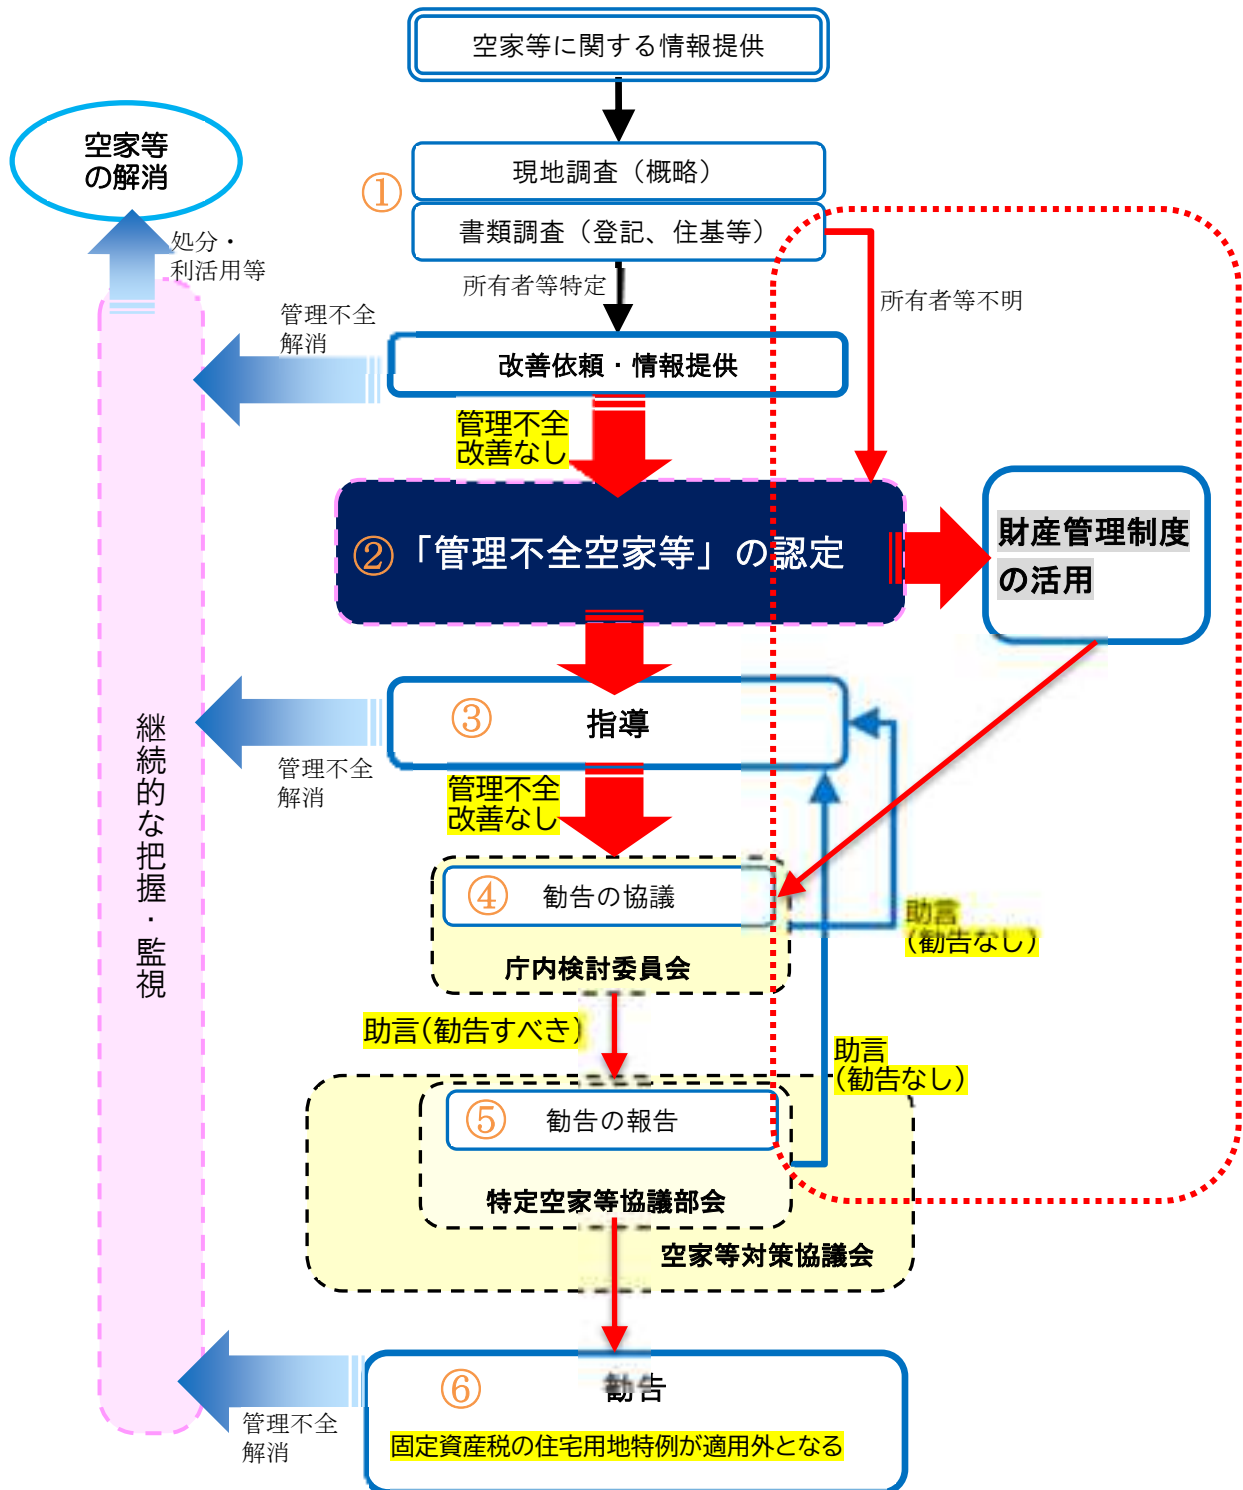 空家等に関する情報提供
空家等
の解消
①
現地調査（概略）
書類調査（登記、住基等）
処分・
利活用等
所有者等特定
所有者等不明
管理不全
解消
改善依頼・情報提供
管理不全
改善なし
②「管理不全空家等」の認定
財産管理制度
の活用
継続的な把握・監視
③ 指導
管理不全
解消
管理不全
改善なし
④ 勧告の協議
庁内検討委員会
助言
（勧告なし）
助言（勧告すべき）
助言
（勧告なし）
⑤ 勧告の報告
特定空家等協議部会
空家等対策協議会
⑥ 勧告
管理不全
解消
固定資産税の住宅用地特例が適用外となる